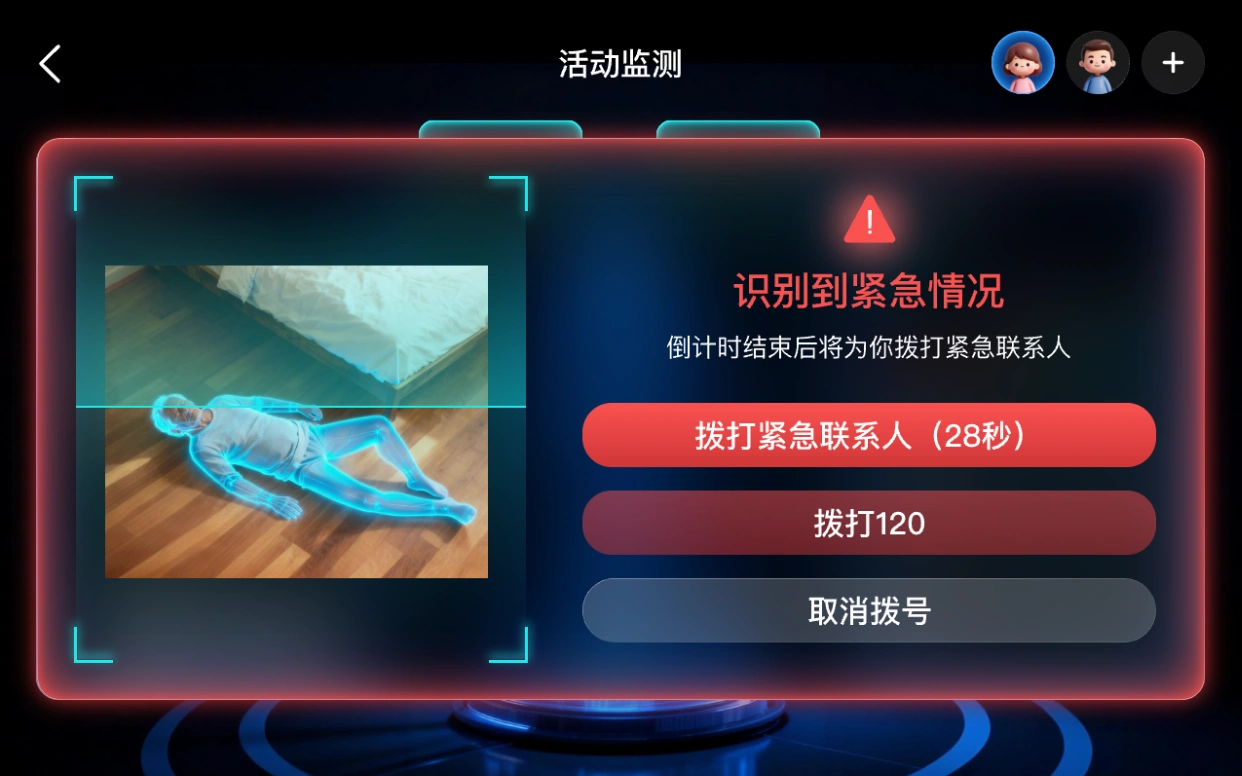 活动监测
识别到紧急情况
倒计时结束后将为你拨打紧急联系人
拨打紧急联系人（28秒）
拨打120
取消拨号